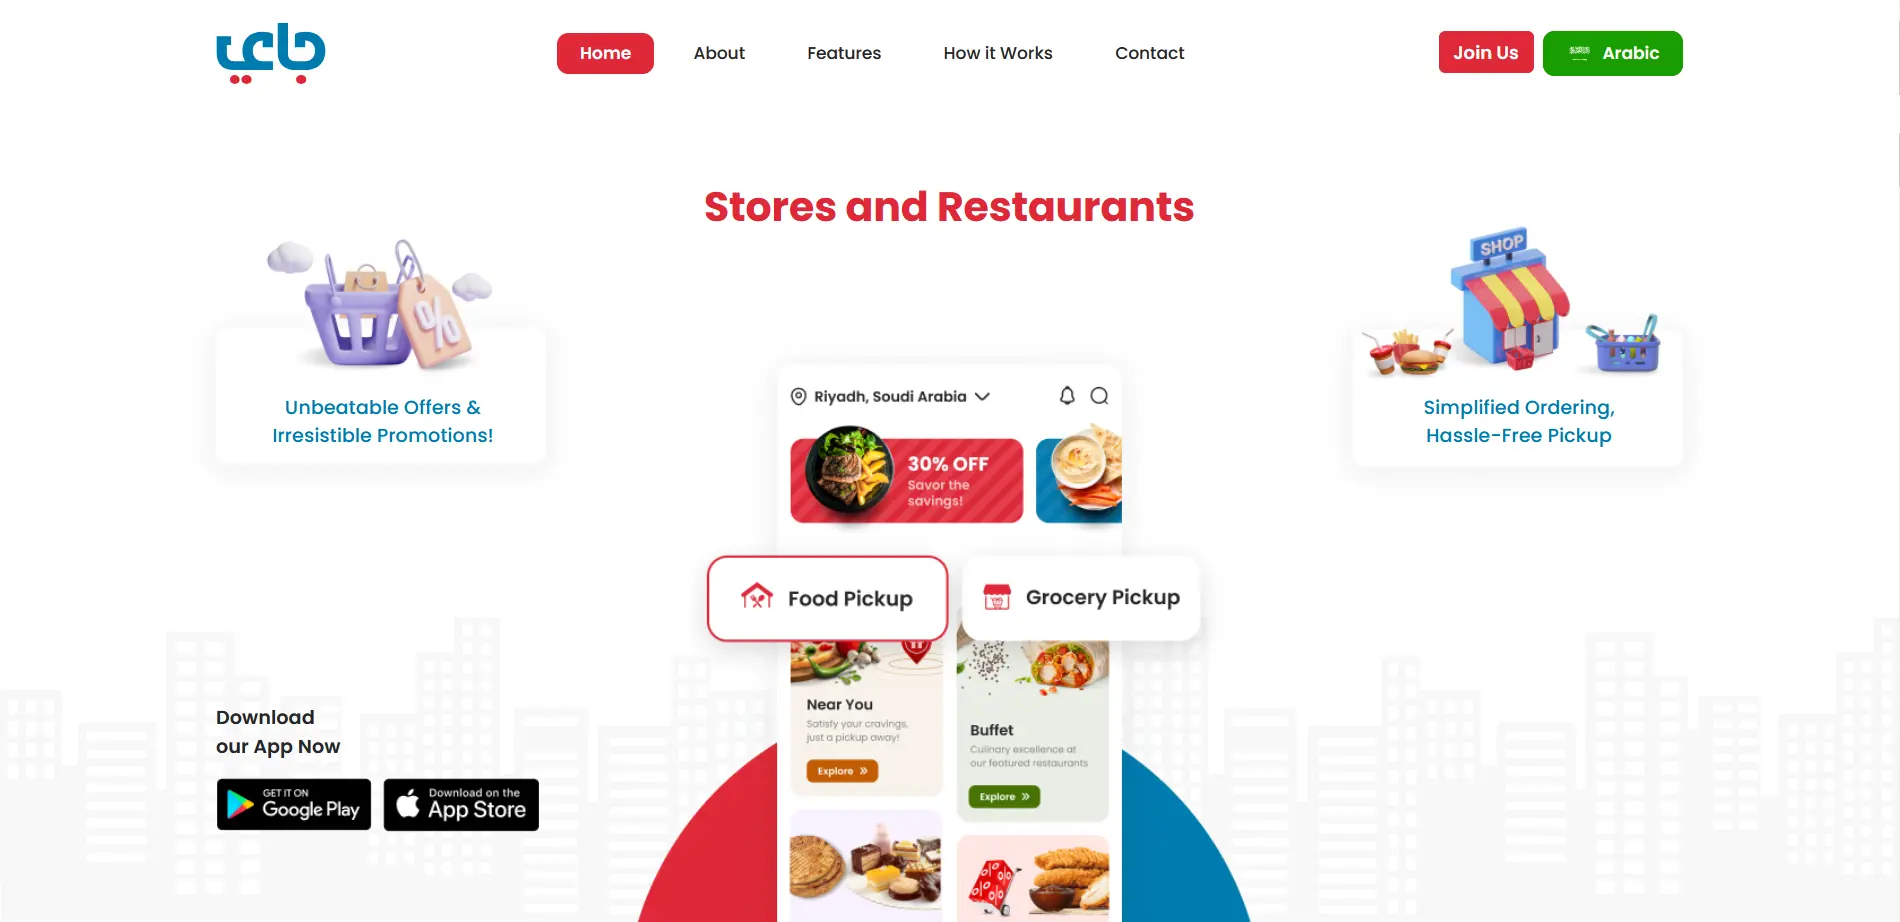 جاي
Home
About
Features
How it Works
Contact
Join Us
Arabic
Stores and Restaurants
Unbeatable Offers &
Irresistible Promotions!
SHOP
Simplified Ordering,
Hassle-Free Pickup
Riyadh, Soudi Arabia
30% OFF
Savor the
savings!
Food Pickup
Grocery Pickup
Near You
Satisfy your cravings,
just a pickup away!
Explore »
Buffet
Culinary excellence at
our featured restaurants
Explore »
Download
our App Now
GET IT ON
Google Play
Download on the
App Store